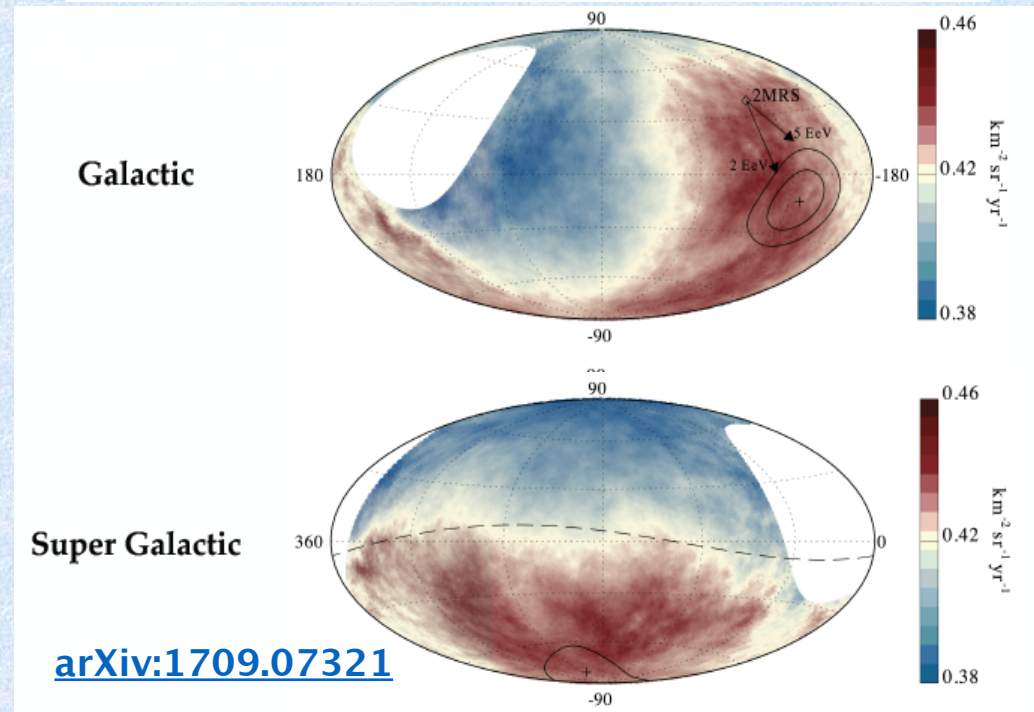 90
0.46
2MRS
5 EeV
Galactic
180
2 EeV
-180
0.42
km⁻² sr⁻¹ yr⁻¹
-90
0.38
90
0.46
Super Galactic
360
0
0.42
km⁻² sr⁻¹ yr⁻¹
arXiv:1709.07321
0.38
-90